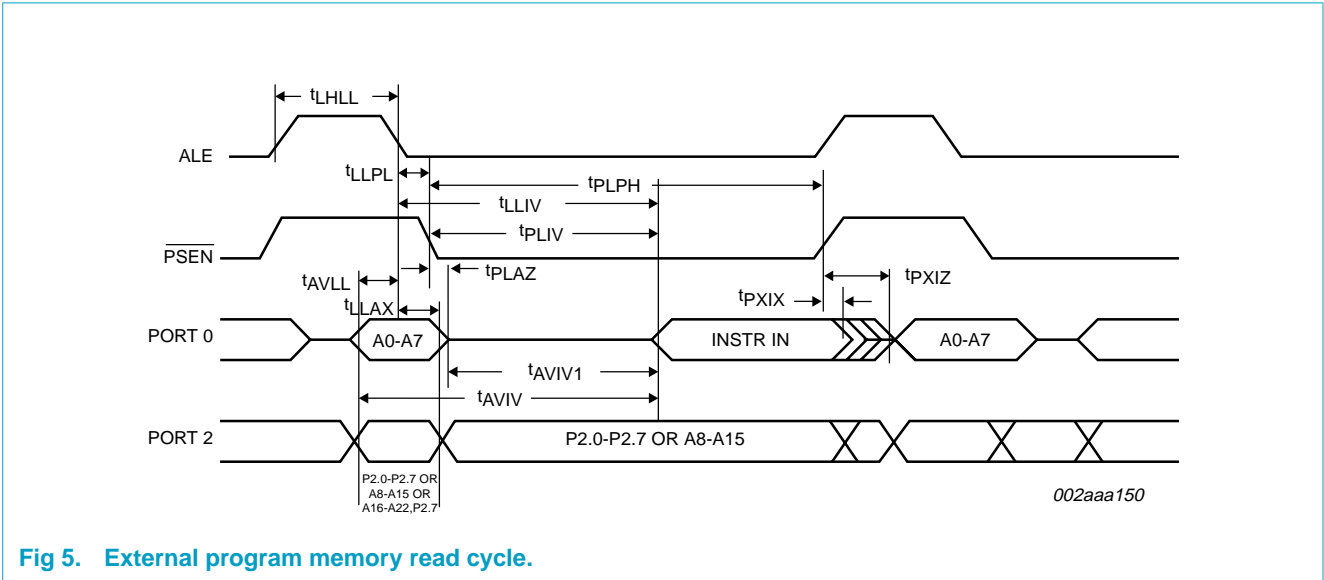 tLHLL
ALE
tLLPL
tPLPH
tLLIV
tPLIV
PSEN
tPLAZ
tAVLL
tPXIZ
tLLAX
tPXIX
PORT 0
A0-A7
INSTR IN
A0-A7
tAVIV1
tAVIV
PORT 2
P2.0-P2.7 OR A8-A15
P2.0-P2.7 OR
A8-A15 OR
A16-A22,P2.7
002aaa150
Fig 5. External program memory read cycle.